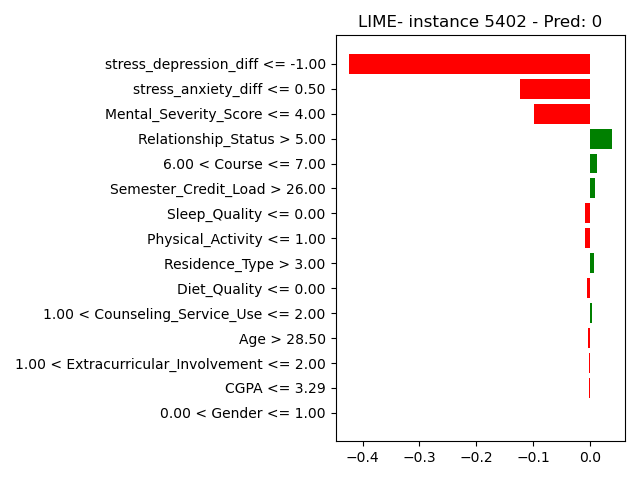 LIME- instance 5402 - Pred: 0
stress_depression_diff <= -1.00
stress_anxiety_diff <= 0.50
Mental_Severity_Score <= 4.00
Relationship_Status > 5.00
6.00 < Course <= 7.00
Semester_Credit_Load > 26.00
Sleep_Quality <= 0.00
Physical_Activity <= 1.00
Residence_Type > 3.00
Diet_Quality <= 0.00
1.00 < Counseling_Service_Use <= 2.00
Age > 28.50
1.00 < Extracurricular_Involvement <= 2.00
CGPA <= 3.29
0.00 < Gender <= 1.00
−0.4 −0.3 −0.2 −0.1 0.0